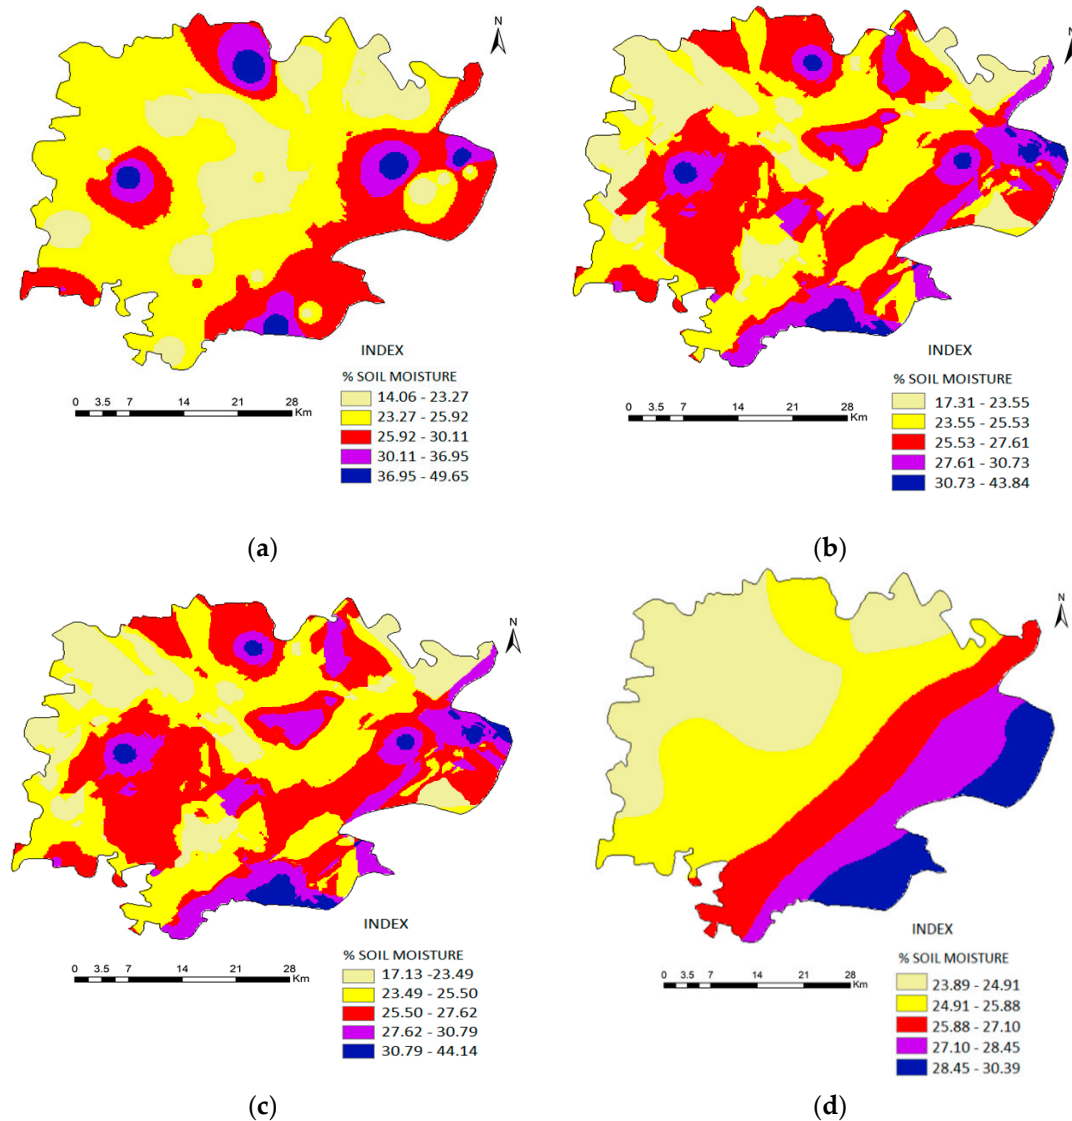 N
INDEX
% SOIL MOISTURE
14.06 - 23.27
23.27 - 25.92
25.92 - 30.11
30.11 - 36.95
36.95 - 49.65
0 3.5 7 14 21 28
Km
(a)
N
INDEX
% SOIL MOISTURE
17.31 - 23.55
23.55 - 25.53
25.53 - 27.61
27.61 - 30.73
30.73 - 43.84
0 3.5 7 14 21 28
Km
(b)
N
INDEX
% SOIL MOISTURE
17.13 -23.49
23.49 - 25.50
25.50 - 27.62
27.62 - 30.79
30.79 - 44.14
0 3.5 7 14 21 28
Km
(c)
N
INDEX
% SOIL MOISTURE
23.89 - 24.91
24.91 - 25.88
25.88 - 27.10
27.10 - 28.45
28.45 - 30.39
0 3.5 7 14 21 28
Km
(d)